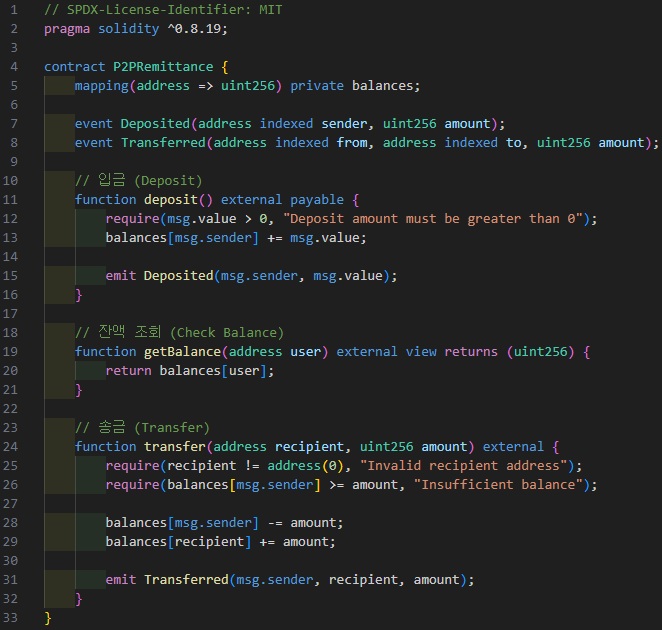 1 // SPDX-License-Identifier: MIT
2 pragma solidity ^0.8.19;
3
4 contract P2PRemittance {
5     mapping(address => uint256) private balances;
6
7     event Deposited(address indexed sender, uint256 amount);
8     event Transferred(address indexed from, address indexed to, uint256 amount);
9
10     // 입금 (Deposit)
11     function deposit() external payable {
12         require(msg.value > 0, "Deposit amount must be greater than 0");
13         balances[msg.sender] += msg.value;
14
15         emit Deposited(msg.sender, msg.value);
16     }
17
18     // 잔액 조회 (Check Balance)
19     function getBalance(address user) external view returns (uint256) {
20         return balances[user];
21     }
22
23     // 송금 (Transfer)
24     function transfer(address recipient, uint256 amount) external {
25         require(recipient != address(0), "Invalid recipient address");
26         require(balances[msg.sender] >= amount, "Insufficient balance");
27
28         balances[msg.sender] -= amount;
29         balances[recipient] += amount;
30
31         emit Transferred(msg.sender, recipient, amount);
32     }
33 }